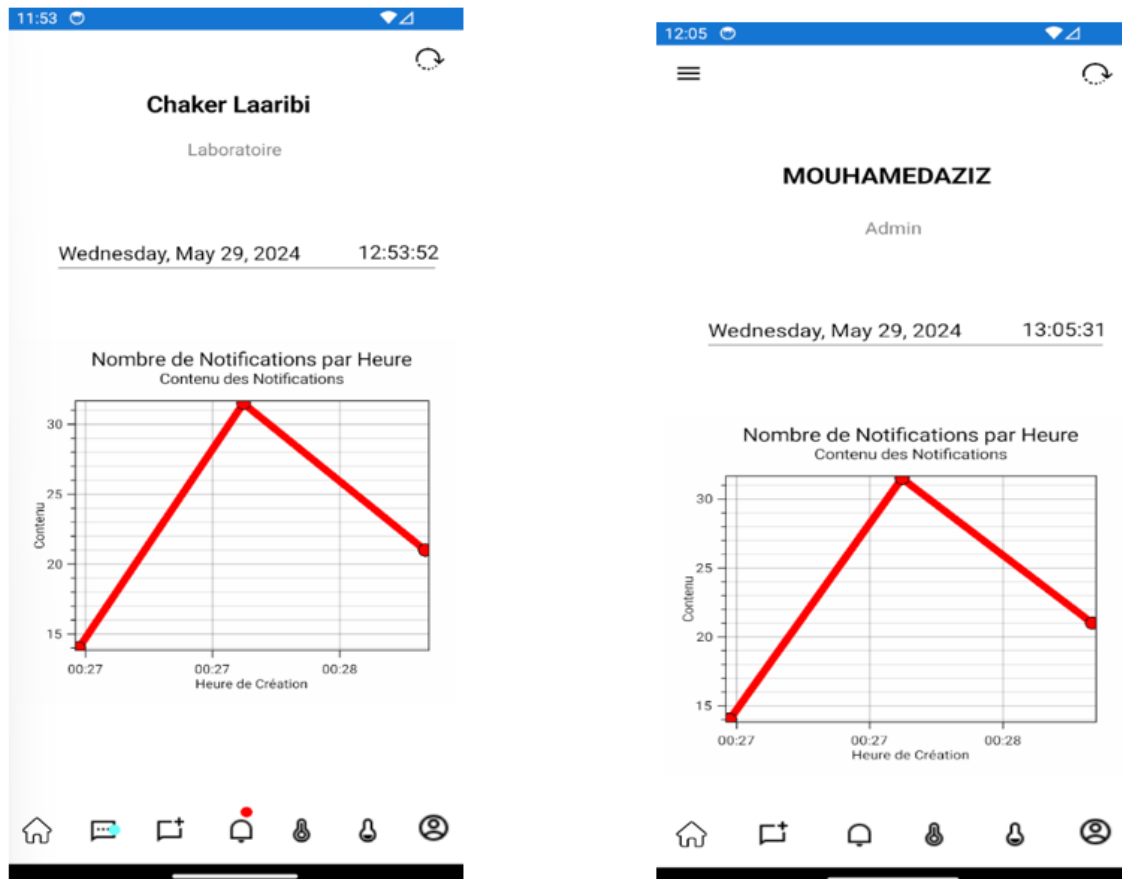 11:53
Chaker Laaribi
Laboratoire
Wednesday, May 29, 2024 12:53:52
Nombre de Notifications par Heure
Contenu des Notifications
30
25
20
15
Contenu
00:27 00:27 00:28
Heure de Création
12:05
MOUHAMEDAZIZ
Admin
Wednesday, May 29, 2024 13:05:31
Nombre de Notifications par Heure
Contenu des Notifications
30
25
20
15
Contenu
00:27 00:27 00:28
Heure de Création